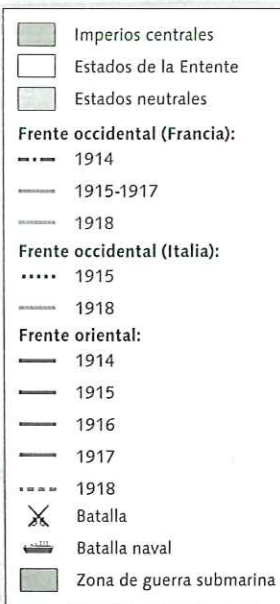 Imperios centrales
Estados de la Entente
Estados neutrales
Frente occidental (Francia):
1914
1915-1917
1918
Frente occidental (Italia):
1915
1918
Frente oriental:
1914
1915
1916
1917
1918
Batalla
Batalla naval
Zona de guerra submarina